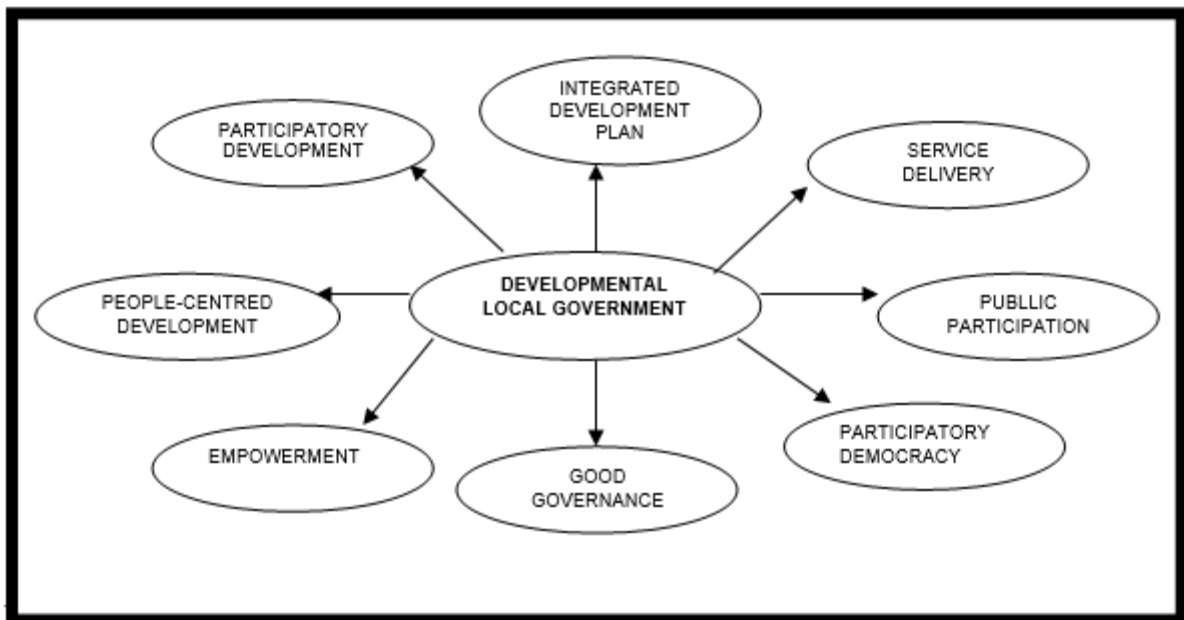 INTEGRATED
DEVELOPMENT
PLAN
PARTICIPATORY
DEVELOPMENT
SERVICE
DELIVERY
DEVELOPMENTAL
LOCAL GOVERNMENT
PEOPLE-CENTRED
DEVELOPMENT
PUBLLIC
PARTICIPATION
EMPOWERMENT
PARTICIPATORY
DEMOCRACY
GOOD
GOVERNANCE